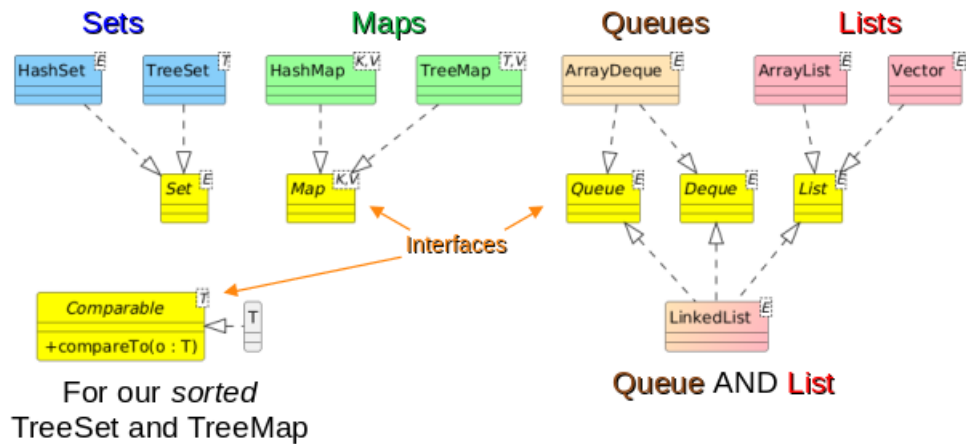 Sets
Maps
Queues
Lists
HashSet E
TreeSet T
HashMap K,V
TreeMap T,V
ArrayDeque E
ArrayList E
Vector E
Set E
Map K,V
Queue E
Deque E
List E
Interfaces
Comparable T
+compareTo(o : T)
T
LinkedList E
For our sorted
TreeSet and TreeMap
Queue AND List